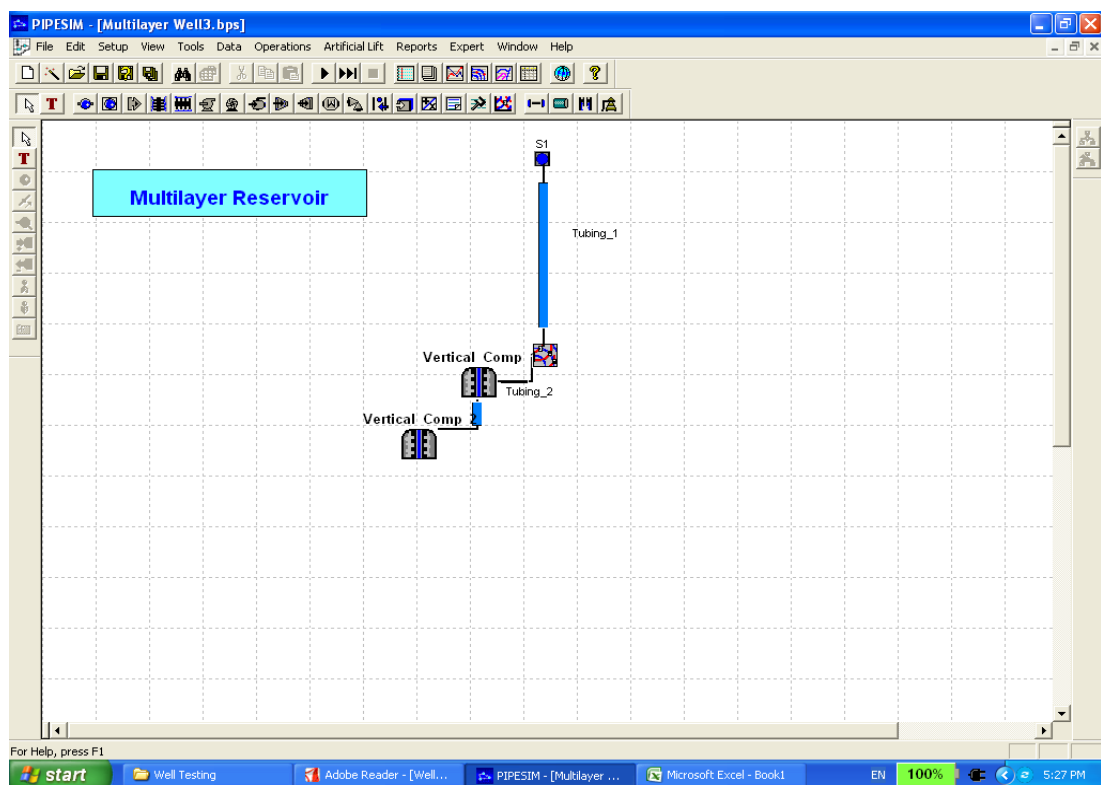 PIPESIM - [Multilayer Well3.bps]
File Edit Setup View Tools Data Operations Artificial Lift Reports Expert Window Help
T
T
S1
Multilayer Reservoir
Tubing_1
Vertical Comp
Tubing_2
Vertical Comp 2
For Help, press F1
start Well Testing Adobe Reader - [Well... PIPESIM - [Multilayer ... Microsoft Excel - Book1 EN 100% 5:27 PM